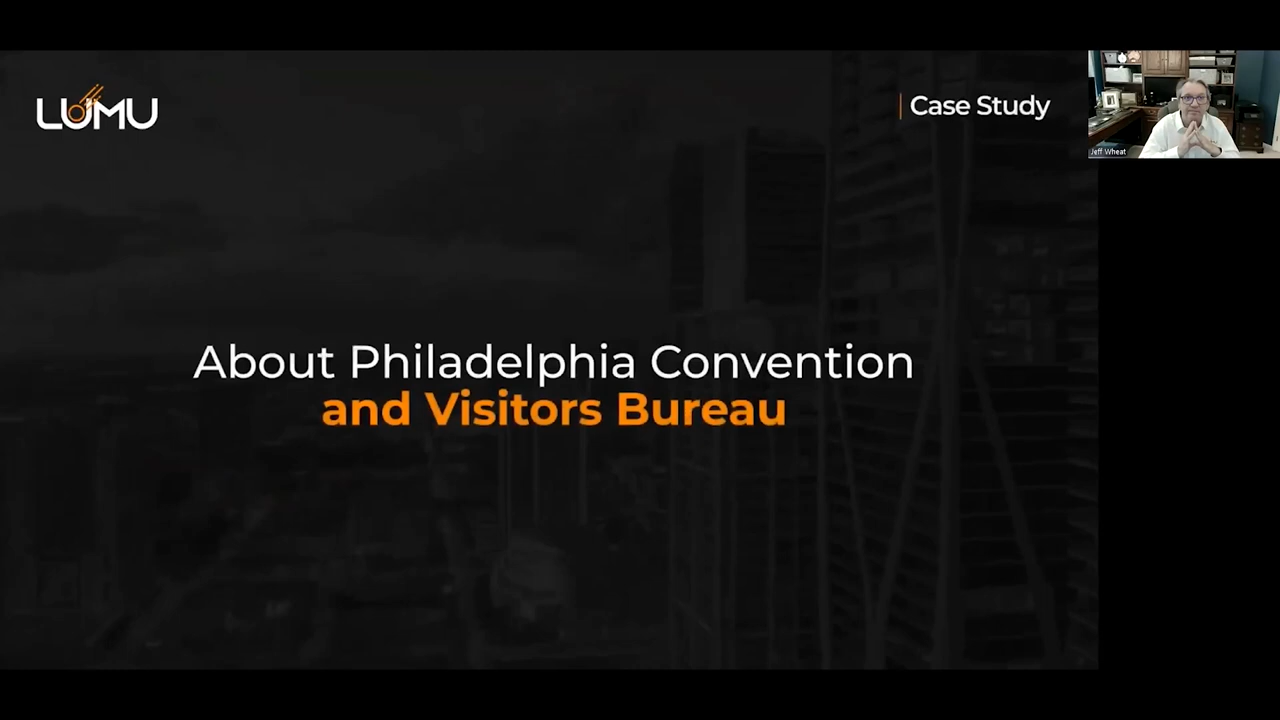 LUMU
Case Study
Jeff Wheat
About Philadelphia Convention
and Visitors Bureau